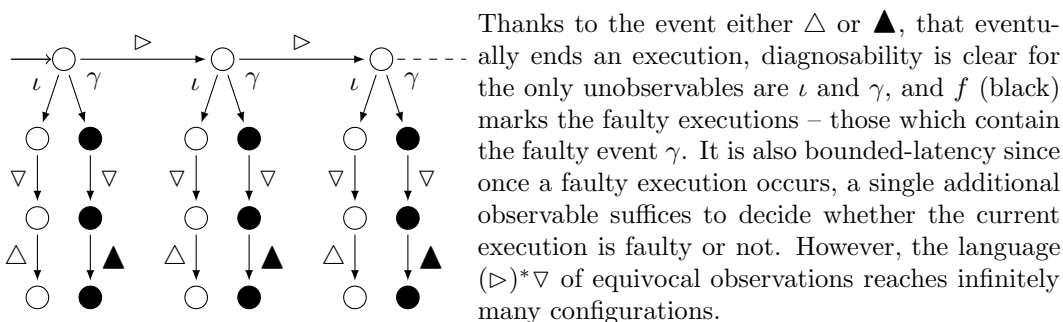 ▷ ▷
ι γ ι γ ι γ
▽ ▽ ▽ ▽ ▽ ▽
△ ▲ △ ▲ △ ▲
Thanks to the event either △ or ▲, that eventu-
ally ends an execution, diagnosability is clear for
the only unobservables are ι and γ, and f (black)
marks the faulty executions – those which contain
the faulty event γ. It is also bounded-latency since
once a faulty execution occurs, a single additional
observable suffices to decide whether the current
execution is faulty or not. However, the language
(▷)*▽ of equivocal observations reaches infinitely
many configurations.